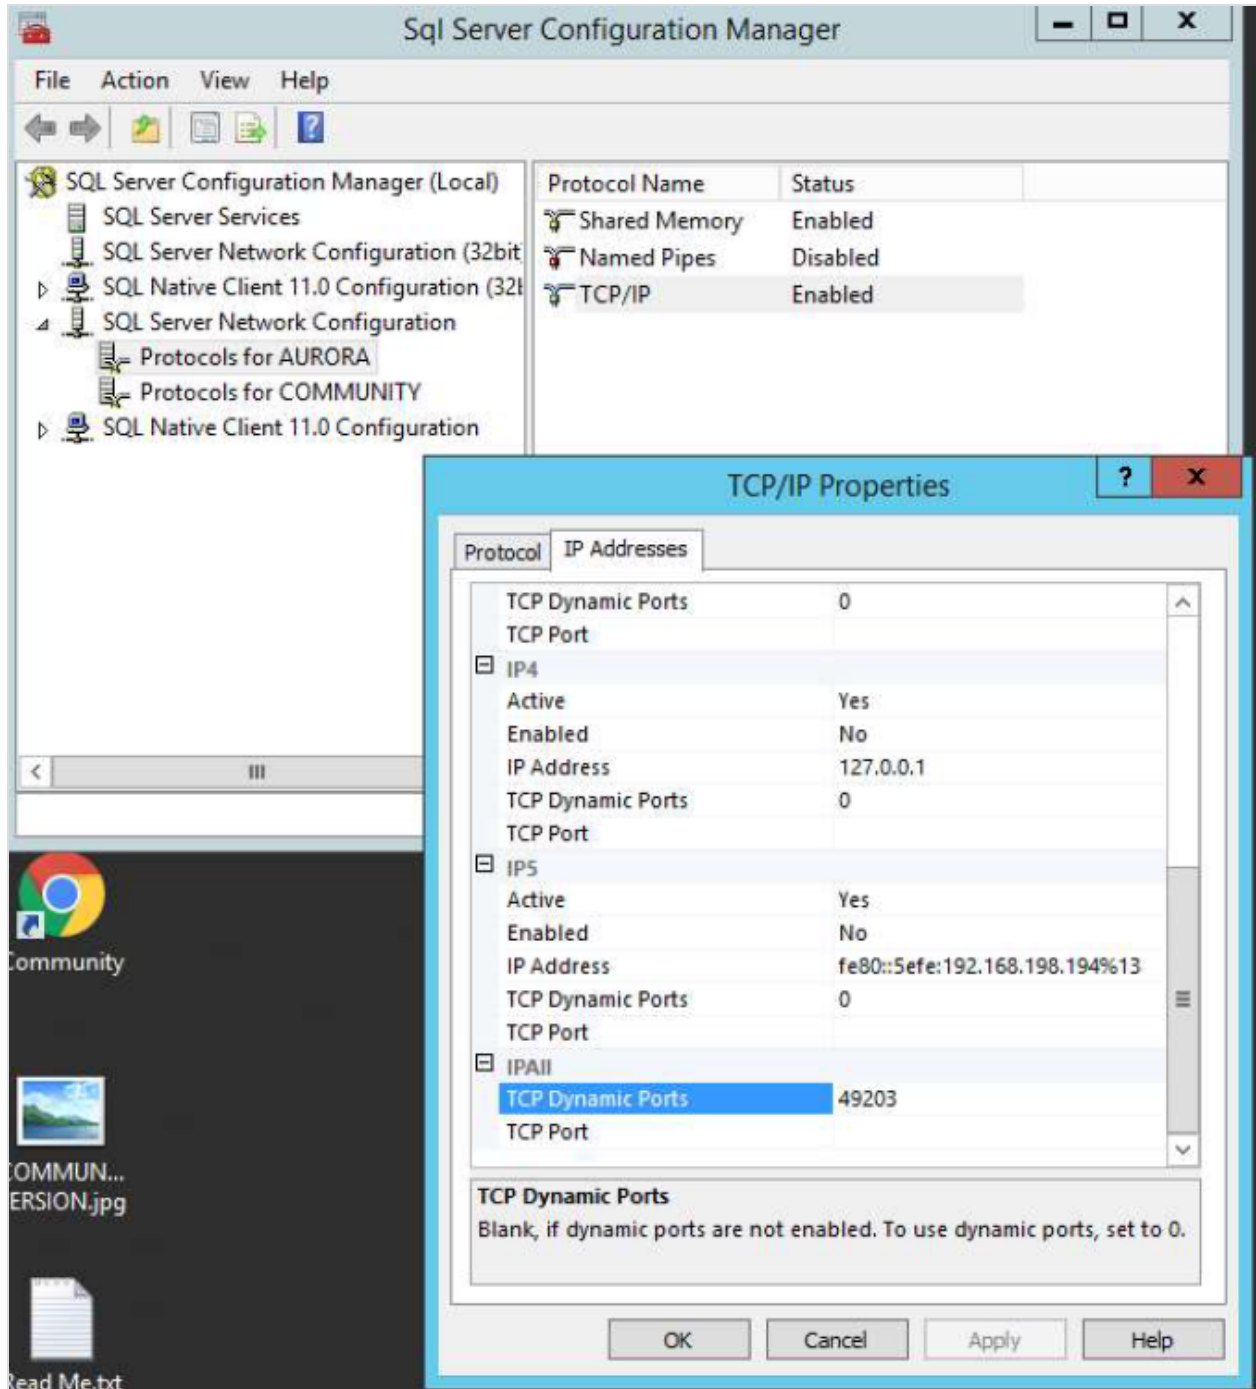 Sql Server Configuration Manager
File Action View Help
SQL Server Configuration Manager (Local)
SQL Server Services
SQL Server Network Configuration (32bit
SQL Native Client 11.0 Configuration (32b
SQL Server Network Configuration
Protocols for AURORA
Protocols for COMMUNITY
SQL Native Client 11.0 Configuration
Protocol Name Status
Shared Memory Enabled
Named Pipes Disabled
TCP/IP Enabled
TCP/IP Properties
Protocol IP Addresses
TCP Dynamic Ports 0
TCP Port
IP4
Active Yes
Enabled No
IP Address 127.0.0.1
TCP Dynamic Ports 0
TCP Port
IP5
Active Yes
Enabled No
IP Address fe80::5efe:192.168.198.194%13
TCP Dynamic Ports 0
TCP Port
IPAll
TCP Dynamic Ports 49203
TCP Port
TCP Dynamic Ports
Blank, if dynamic ports are not enabled. To use dynamic ports, set to 0.
OK Cancel Apply Help
Community
COMMUN...
ERSION.jpg
Read Me.txt